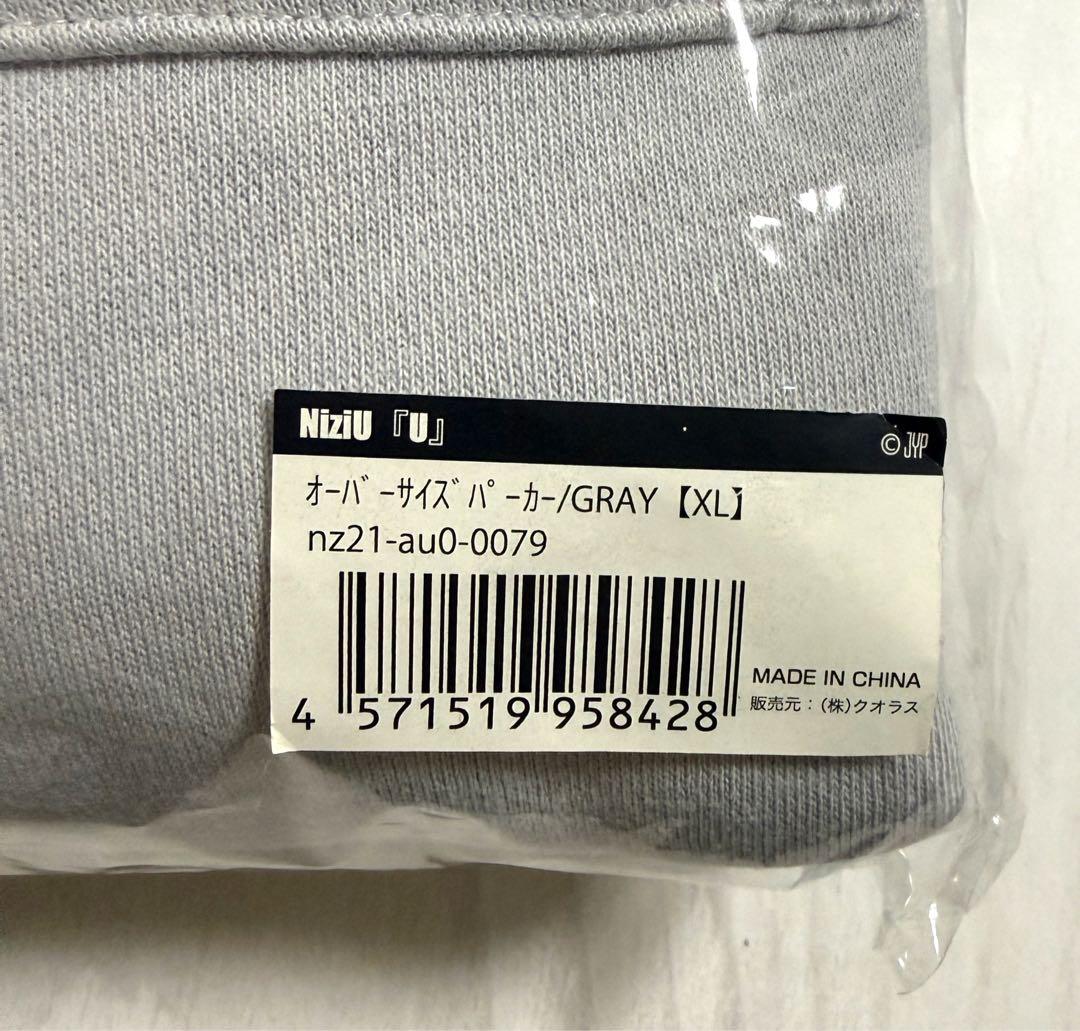 NiziU『U』
© JYP
ｵｰﾊﾞｰｻｲｽﾞﾊﾟｰｶｰ/GRAY【XL】
nz21-au0-0079
4 571519 958428
MADE IN CHINA
販売元：（株）クオラス